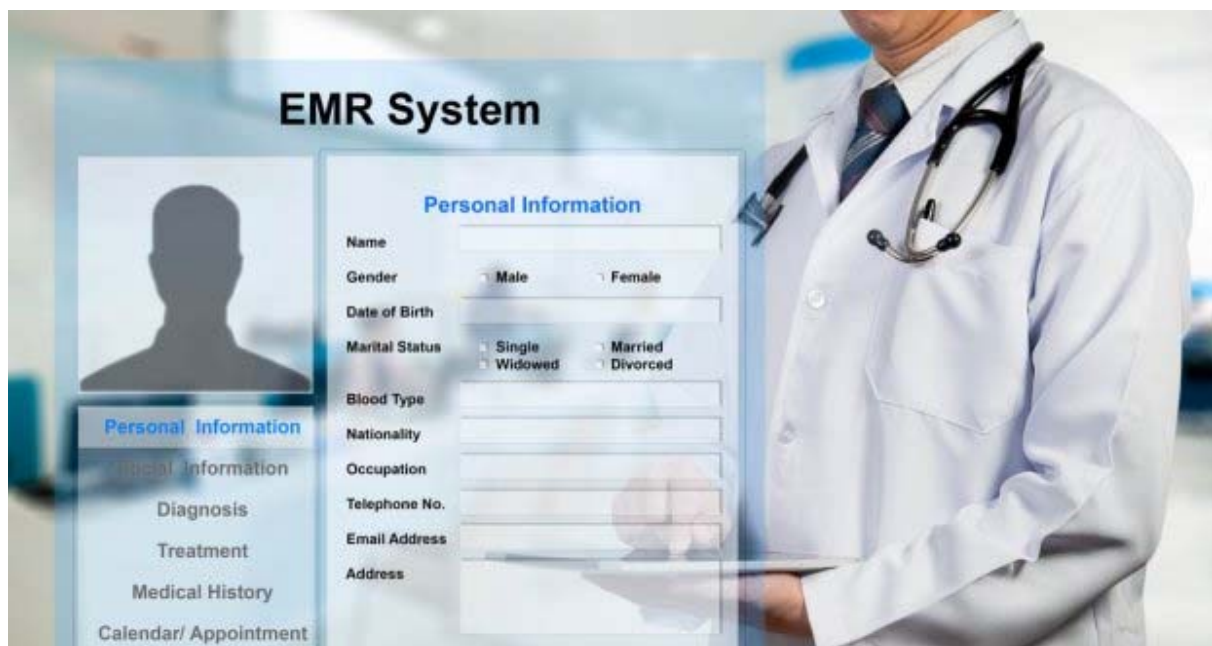 EMR System
Personal Information
Information
Diagnosis
Treatment
Medical History
Calendar/ Appointment
Personal Information
Name
Gender Male Female
Date of Birth
Marital Status Single Married
Widowed Divorced
Blood Type
Nationality
Occupation
Telephone No.
Email Address
Address